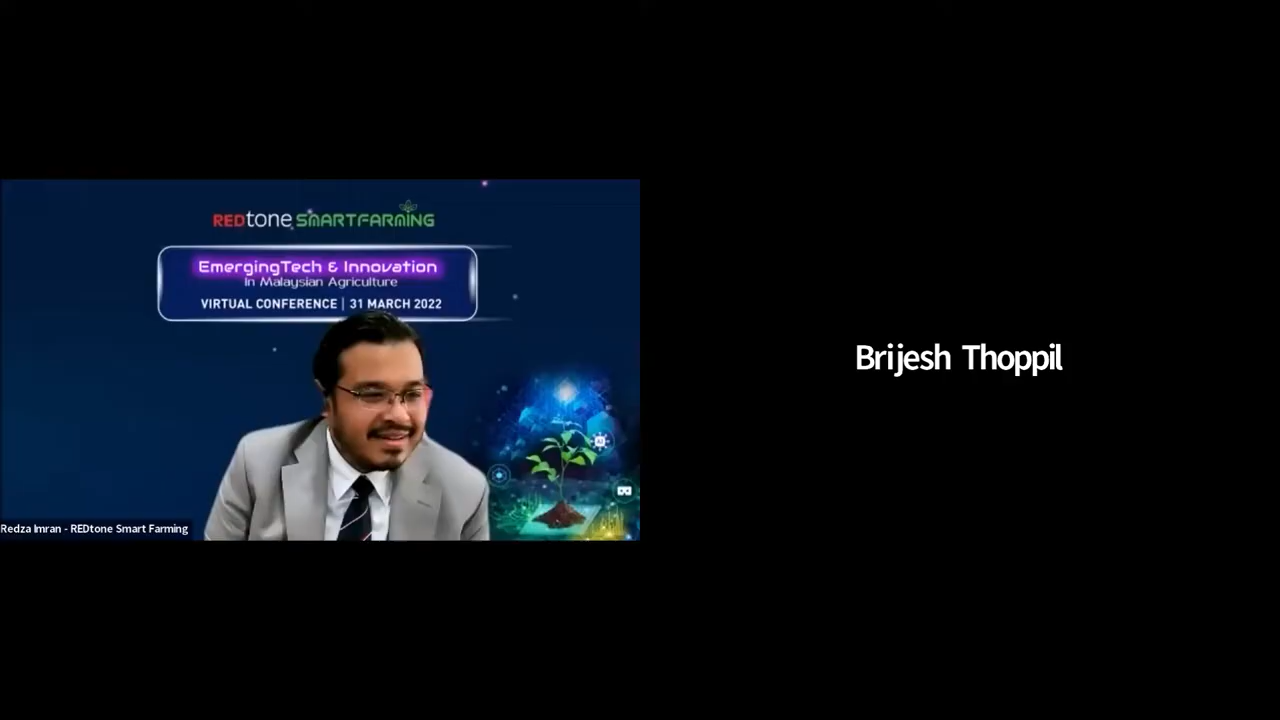 REDtone SMARTFARMING
EmergingTech & Innovation
In Malaysian Agriculture
VIRTUAL CONFERENCE | 31 MARCH 2022
Redza Imran - REDtone Smart Farming
Brijesh Thoppil